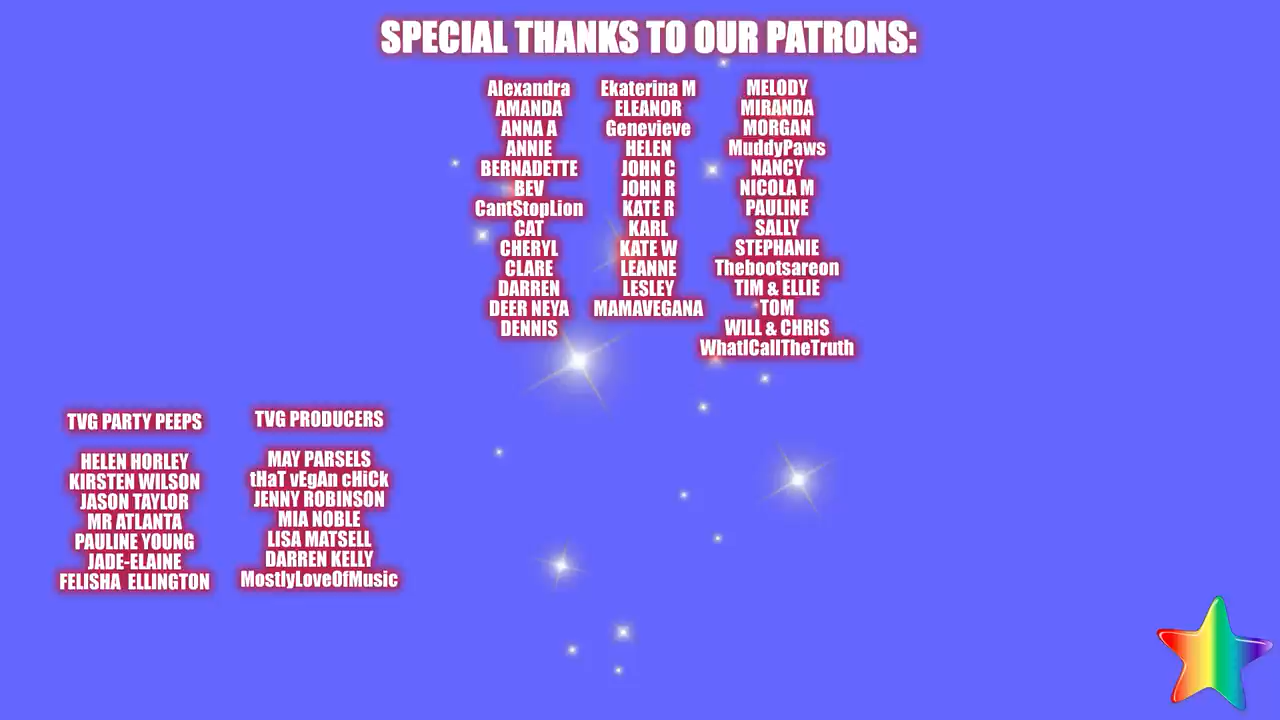 SPECIAL THANKS TO OUR PATRONS:
Alexandra
AMANDA
ANNA A
ANNIE
BERNADETTE
BEV
CantStopLion
CAT
CHERYL
CLARE
DARREN
DEER NEYA
DENNIS
Ekaterina M
ELEANOR
Genevieve
HELEN
JOHN C
JOHN R
KATE R
KARL
KATE W
LEANNE
LESLEY
MAMAVEGANA
MELODY
MIRANDA
MORGAN
MuddyPaws
NANCY
NICOLA M
PAULINE
SALLY
STEPHANIE
Thebootsareon
TIM & ELLIE
TOM
WILL & CHRIS
WhatICallTheTruth
TVG PARTY PEEPS
HELEN HORLEY
KIRSTEN WILSON
JASON TAYLOR
MR ATLANTA
PAULINE YOUNG
JADE-ELAINE
FELISHA ELLINGTON
TVG PRODUCERS
MAY PARSELS
tHaT vEgAn cHiCk
JENNY ROBINSON
MIA NOBLE
LISA MATSELL
DARREN KELLY
MostlyLoveOfMusic